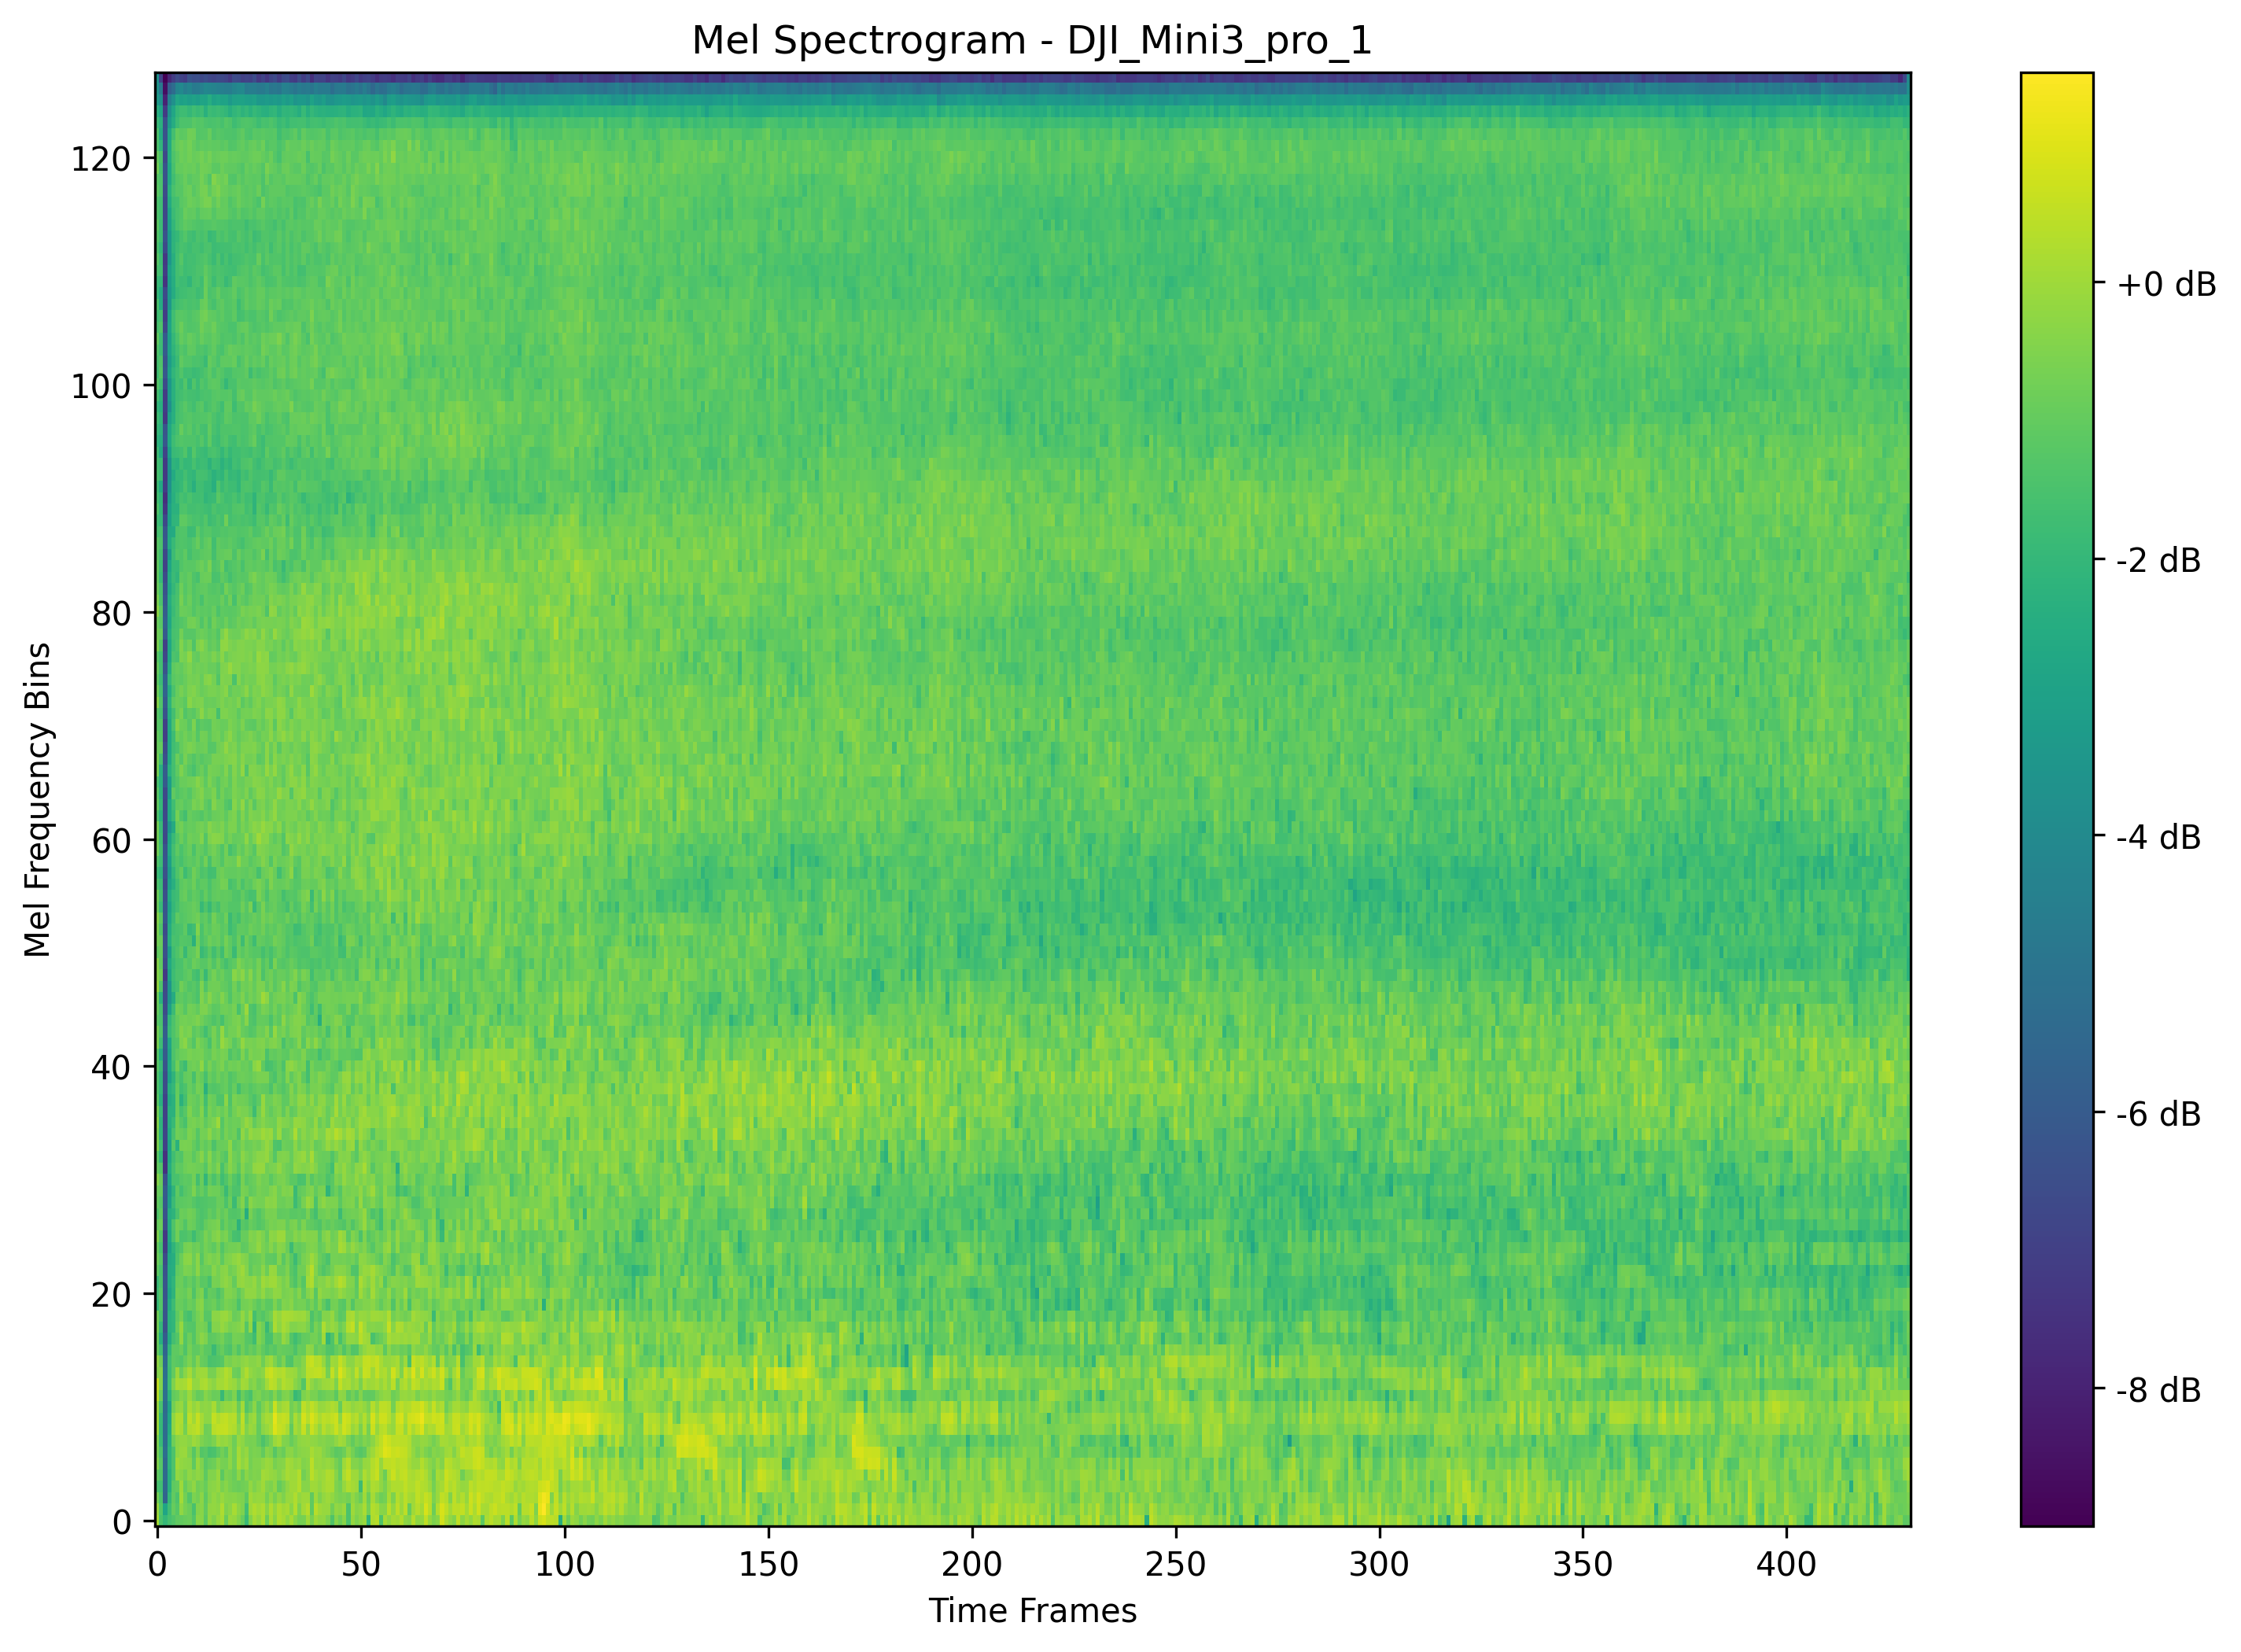 Mel Spectrogram - DJI_Mini3_pro_1
Mel Frequency Bins
120
100
80
60
40
20
0
0 50 100 150 200 250 300 350 400
Time Frames
+0 dB
-2 dB
-4 dB
-6 dB
-8 dB